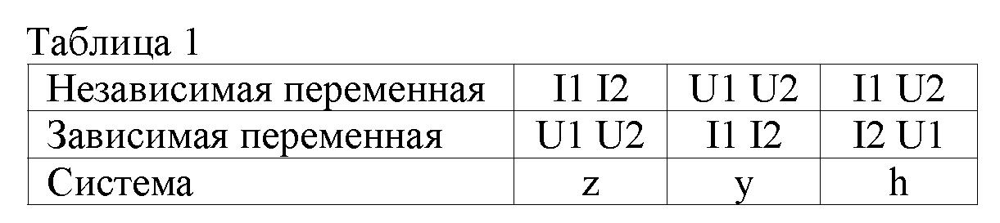 Таблица 1
Независимая переменная I1 I2 U1 U2 I1 U2
Зависимая переменная U1 U2 I1 I2 I2 U1
Система z y h